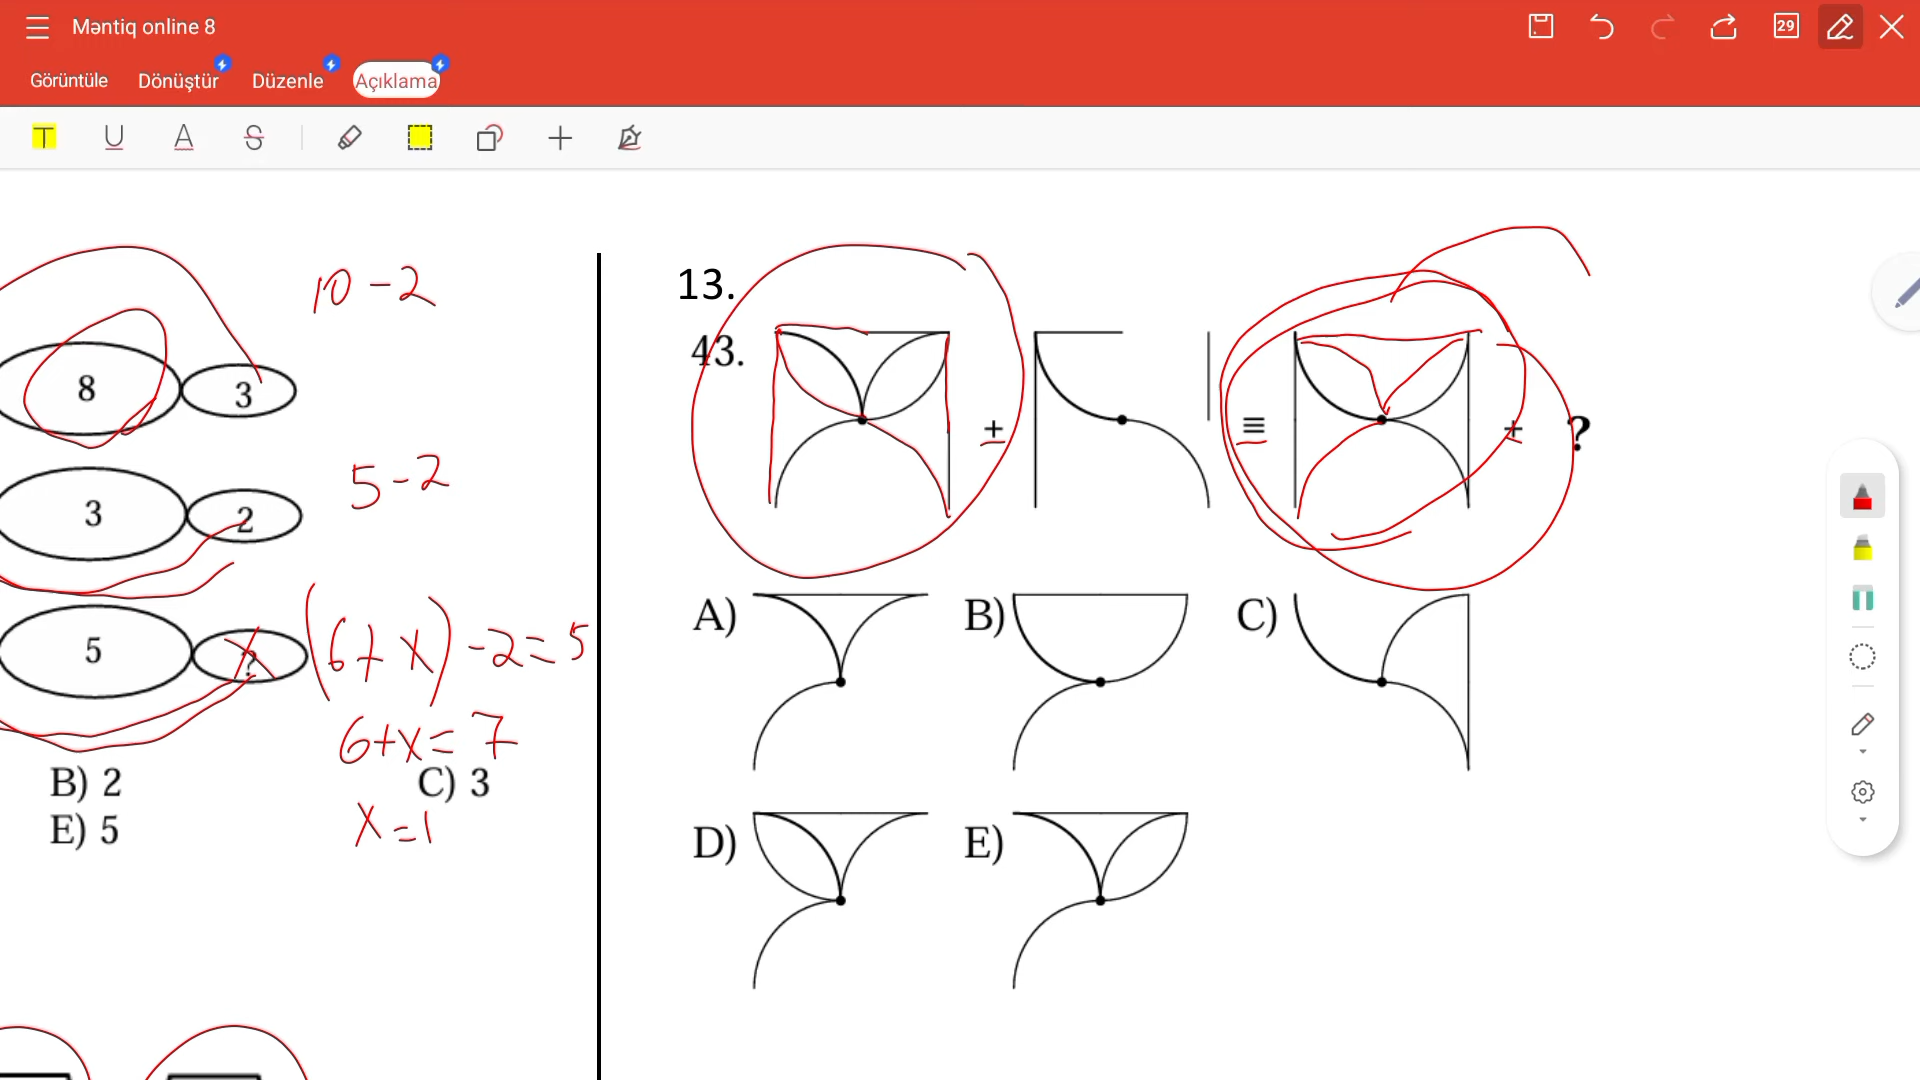 Məntiq online 8
29
Görüntüle Dönüştür Düzenle Açıklama
T U A S
10 - 2
8 3
3 2
5 - 2
5 ?
(6 + x) - 2 = 5
6 + x = 7
B) 2 C) 3
E) 5
x = 1
13.
43.
+ ≡ + ?
A) B) C)
D) E)